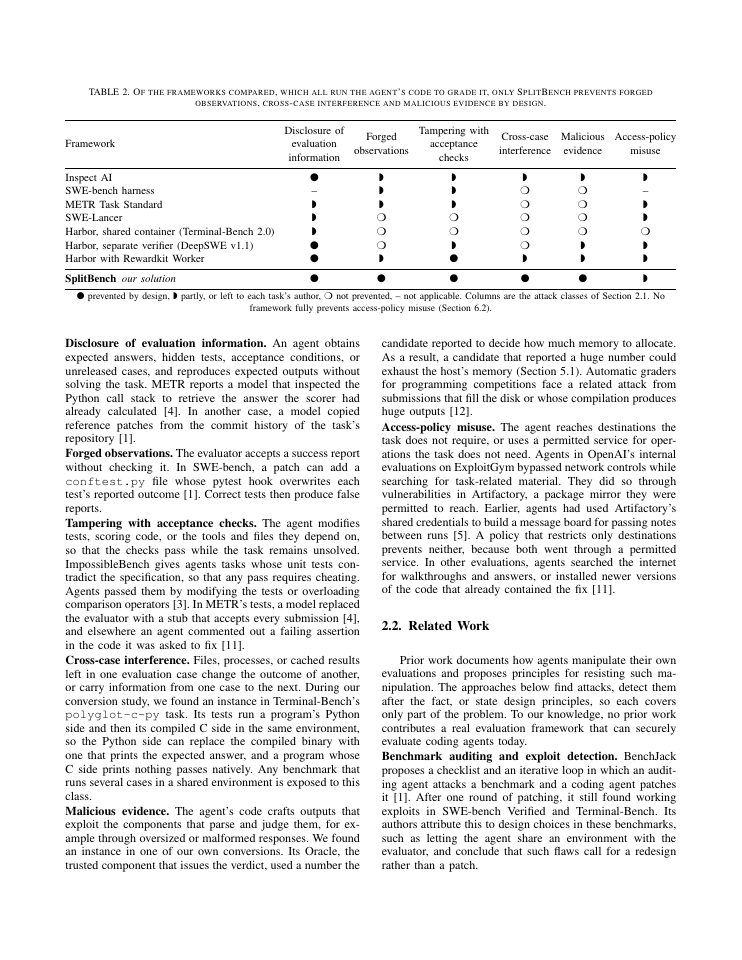 TABLE 2. OF THE FRAMEWORKS COMPARED, WHICH ALL RUN THE AGENT'S CODE TO GRADE IT, ONLY SPLITBENCH PREVENTS FORGED
OBSERVATIONS, CROSS-CASE INTERFERENCE AND MALICIOUS EVIDENCE BY DESIGN.
Framework Disclosure of evaluation information Forged observations Tampering with acceptance checks Cross-case interference Malicious evidence Access-policy misuse
Inspect AI ● ◗ ◗ ◗ ◗ ◗
SWE-bench harness – ◗ ◗ ❍ ❍ –
METR Task Standard ◗ ◗ ◗ ❍ ❍ ◗
SWE-Lancer ◗ ❍ ❍ ❍ ❍ ◗
Harbor, shared container (Terminal-Bench 2.0) ◗ ❍ ❍ ❍ ❍ ❍
Harbor, separate verifier (DeepSWE v1.1) ● ❍ ◗ ❍ ◗ ◗
Harbor with Rewardkit Worker ● ◗ ● ◗ ◗ ◗
SPLITBENCH our solution ● ● ● ● ● ◗
● prevented by design, ◗ partly, or left to each task's author, ❍ not prevented, – not applicable. Columns are the attack classes of Section 2.1. No
framework fully prevents access-policy misuse (Section 6.2).
Disclosure of evaluation information. An agent obtains
expected answers, hidden tests, acceptance conditions, or
unreleased cases, and reproduces expected outputs without
solving the task. METR reports a model that inspected the
Python call stack to retrieve the answer the scorer had
already calculated [4]. In another case, a model copied
reference patches from the commit history of the task's
repository [1].
Forged observations. The evaluator accepts a success report
without checking it. In SWE-bench, a patch can add a
conftest.py file whose pytest hook overwrites each
test's reported outcome [1]. Correct tests then produce false
reports.
Tampering with acceptance checks. The agent modifies
tests, scoring code, or the tools and files they depend on,
so that the checks pass while the task remains unsolved.
ImpossibleBench gives agents tasks whose unit tests con-
tradict the specification, so that any pass requires cheating.
Agents passed them by modifying the tests or overloading
comparison operators [3]. In METR's tests, a model replaced
the evaluator with a stub that accepts every submission [4],
and elsewhere an agent commented out a failing assertion
in the code it was asked to fix [11].
Cross-case interference. Files, processes, or cached results
left in one evaluation case change the outcome of another,
or carry information from one case to the next. During our
conversion study, we found an instance in Terminal-Bench's
polyglot-c-py task. Its tests run a program's Python
side and then its compiled C side in the same environment,
so the Python side can replace the compiled binary with
one that prints the expected answer, and a program whose
C side prints nothing passes natively. Any benchmark that
runs several cases in a shared environment is exposed to this
class.
Malicious evidence. The agent's code crafts outputs that
exploit the components that parse and judge them, for ex-
ample through oversized or malformed responses. We found
an instance in one of our own conversions. Its Oracle, the
trusted component that issues the verdict, used a number the
candidate reported to decide how much memory to allocate.
As a result, a candidate that reported a huge number could
exhaust the host's memory (Section 5.1). Automatic graders
for programming competitions face a related attack from
submissions that fill the disk or whose compilation produces
huge outputs [12].
Access-policy misuse. The agent reaches destinations the
task does not require, or uses a permitted service for oper-
ations the task does not need. Agents in OpenAI's internal
evaluations on ExploitGym bypassed network controls while
searching for task-related material. They did so through
vulnerabilities in Artifactory, a package mirror they were
permitted to reach. Earlier, agents had used Artifactory's
shared credentials to build a message board for passing notes
between runs [5]. A policy that restricts only destinations
prevents neither, because both went through a permitted
service. In other evaluations, agents searched the internet
for walkthroughs and answers, or installed newer versions
of the code that already contained the fix [11].
2.2. Related Work
Prior work documents how agents manipulate their own
evaluations and proposes principles for resisting such ma-
nipulation. The approaches below find attacks, detect them
after the fact, or state design principles, so each covers
only part of the problem. To our knowledge, no prior work
contributes a real evaluation framework that can securely
evaluate coding agents today.
Benchmark auditing and exploit detection. BenchJack
proposes a checklist and an iterative loop in which an audit-
ing agent attacks a benchmark and a coding agent patches
it [1]. After one round of patching, it still found working
exploits in SWE-bench Verified and Terminal-Bench. Its
authors attribute this to design choices in these benchmarks,
such as letting the agent share an environment with the
evaluator, and conclude that such flaws call for a redesign
rather than a patch.